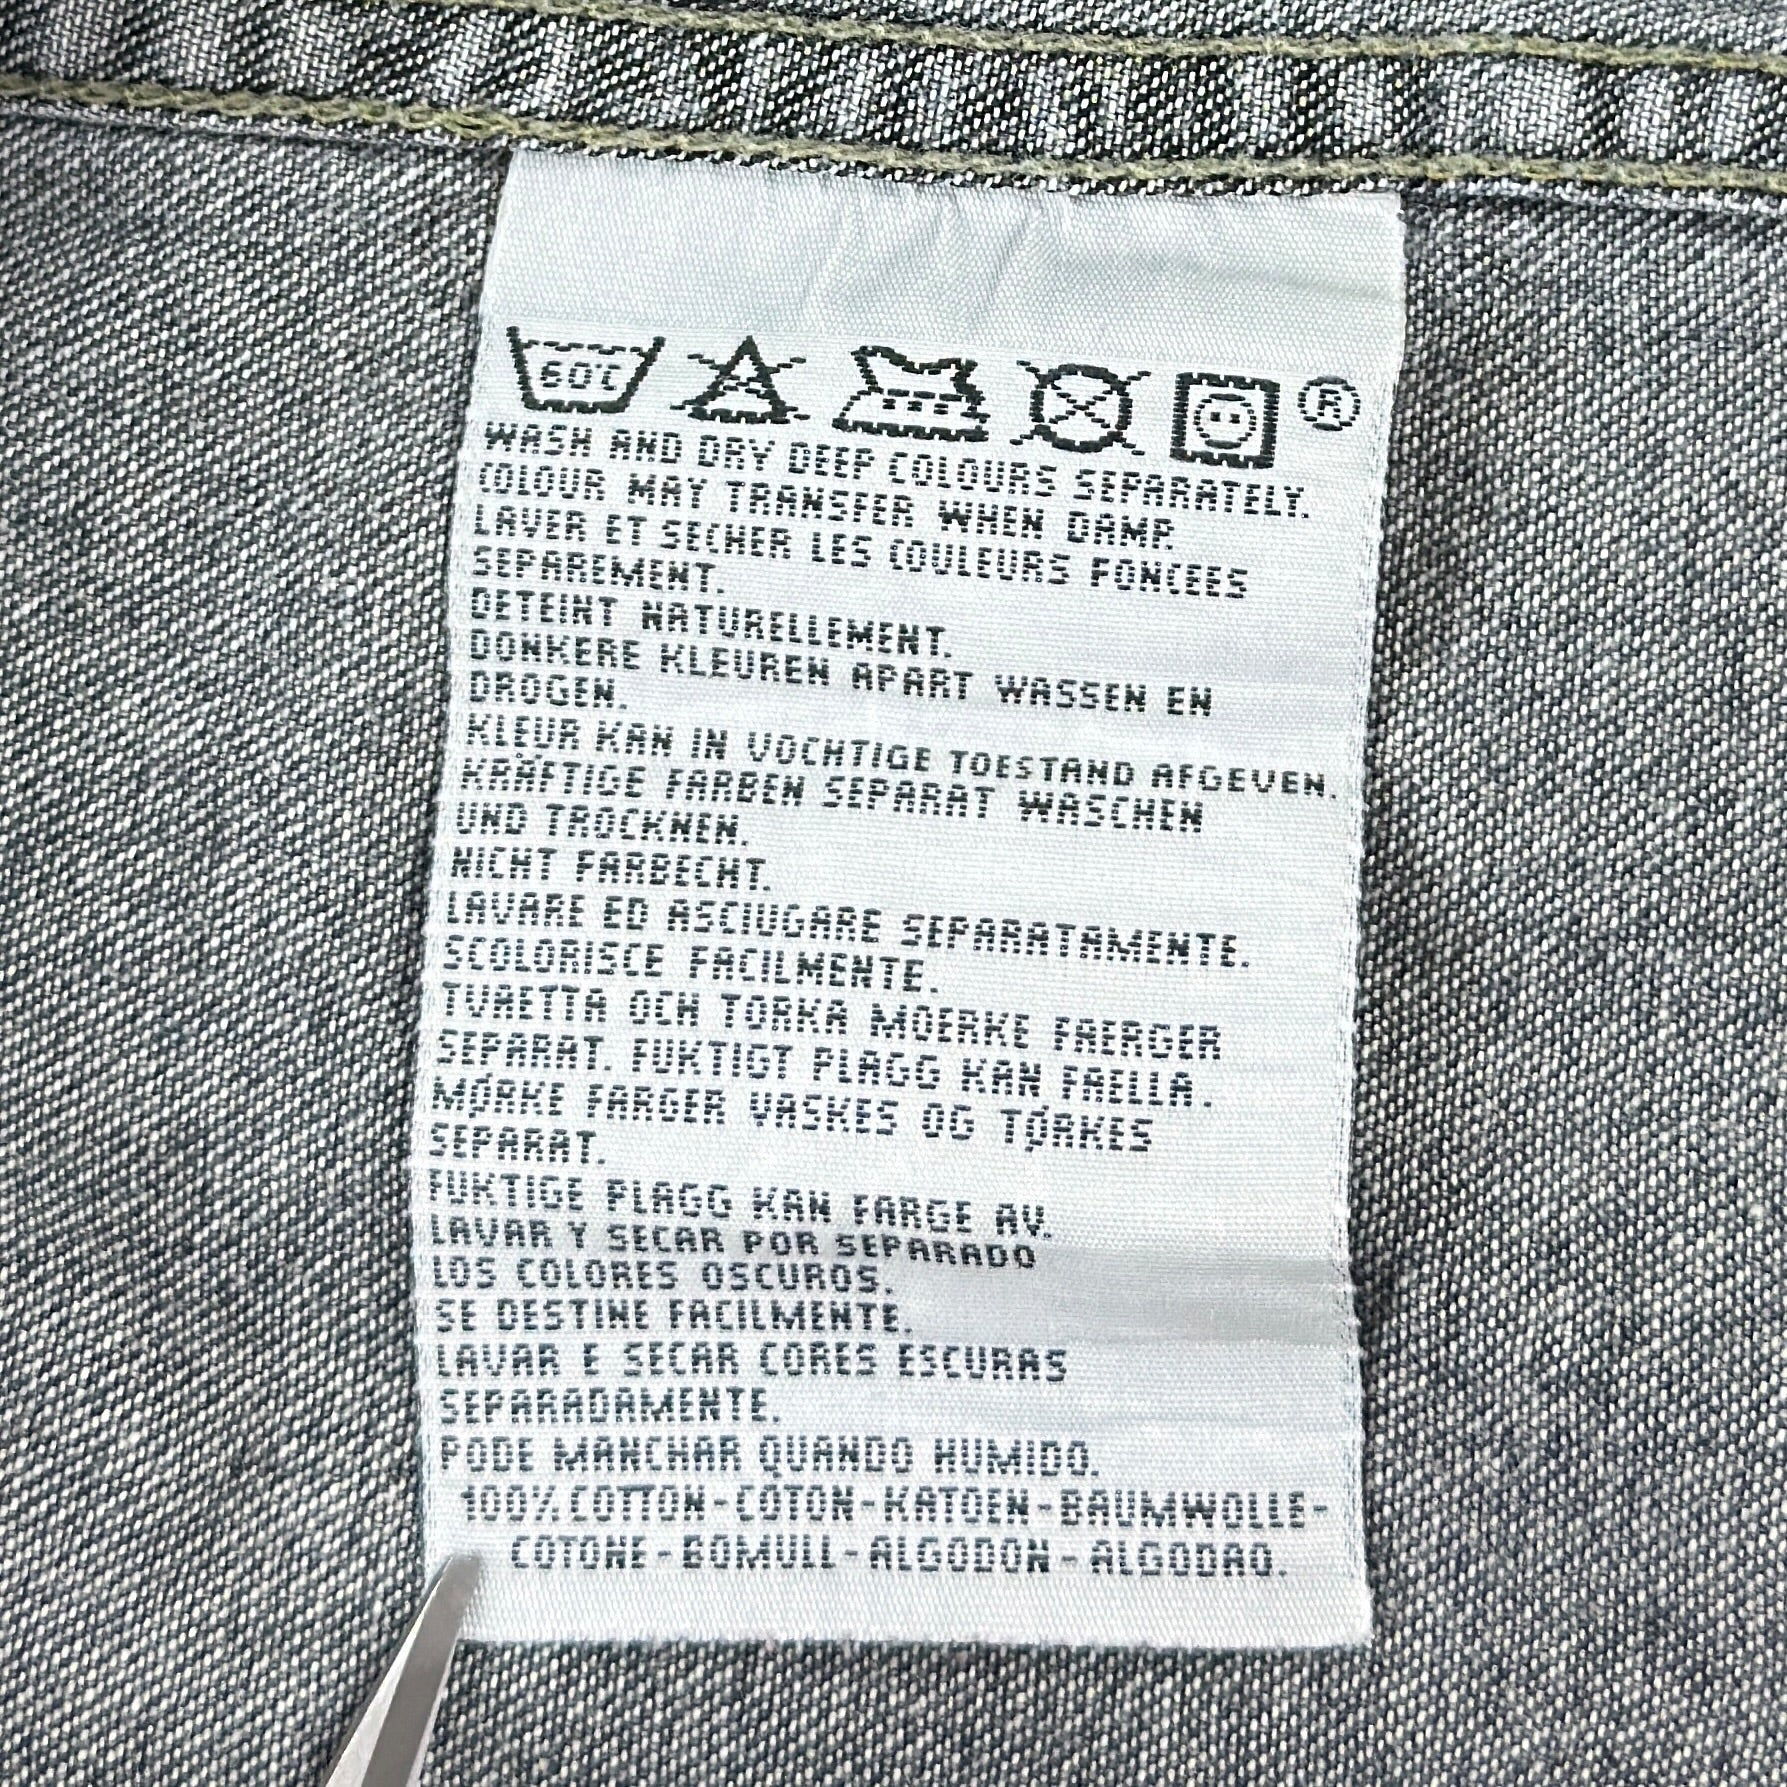 60°C
®
WASH AND DRY DEEP COLOURS SEPARATELY.
COLOUR MAY TRANSFER WHEN DAMP.
LAVER ET SECHER LES COULEURS FONCEES
SEPAREMENT.
DETEINT NATURELLEMENT.
DONKERE KLEUREN APART WASSEN EN
DROGEN.
KLEUR KAN IN VOCHTIGE TOESTAND AFGEVEN.
KRÄFTIGE FARBEN SEPARAT WASCHEN
UND TROCKNEN.
NICHT FARBECHT.
LAVARE ED ASCIUGARE SEPARATAMENTE.
SCOLORISCE FACILMENTE.
TVRETTA OCH TORKA MOERKE FAERGER
SEPARAT. FUKTIGT PLAGG KAN FAELLA.
MØRKE FARGER VASKES OG TØRKES
SEPARAT.
FUKTIGE PLAGG KAN FARGE AV.
LAVAR Y SECAR POR SEPARADO
LOS COLORES OSCUROS.
SE DESTINE FACILMENTE.
LAVAR E SECAR CORES ESCURAS
SEPARADAMENTE.
PODE MANCHAR QUANDO HUMIDO.
100% COTTON-COTON-KATOEN-BAUMWOLLE-
COTONE-BOMULL-ALGODON-ALGODAO.